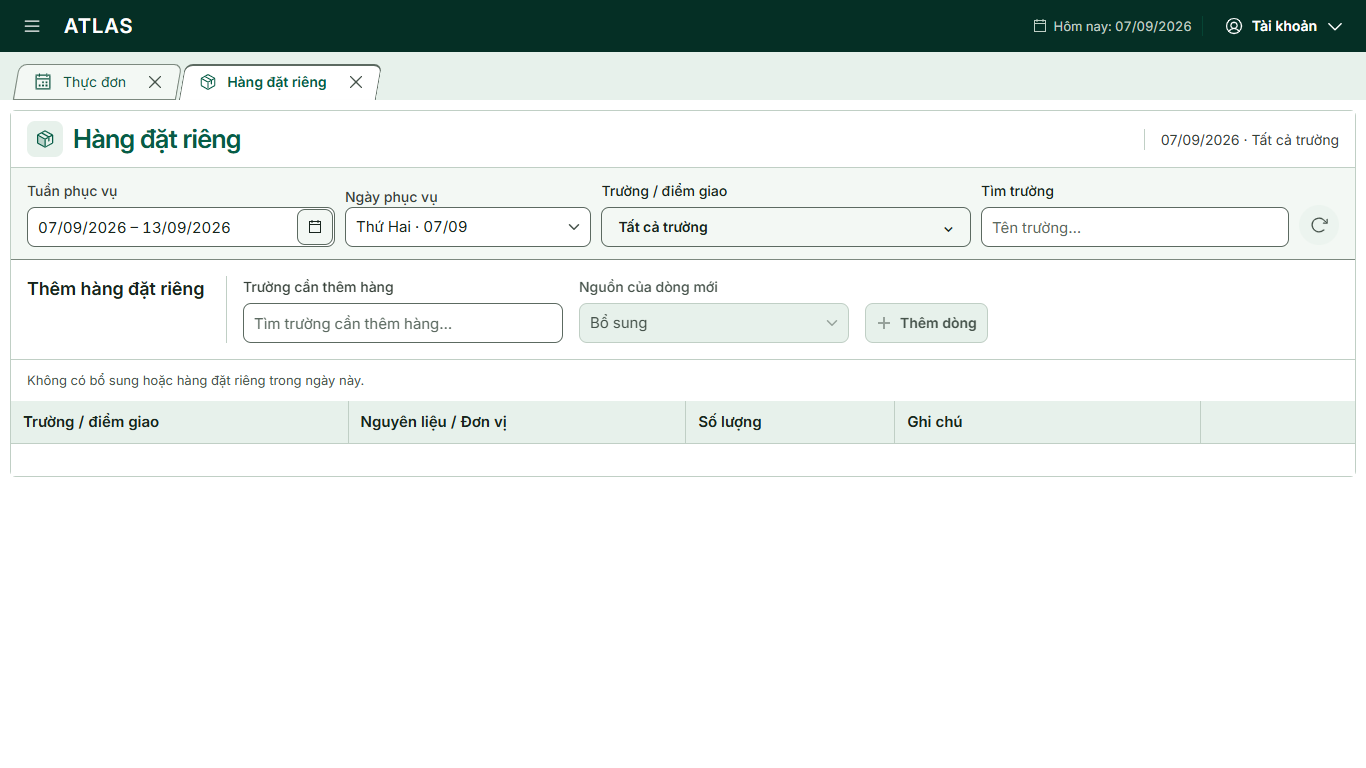 ATLAS
Hôm nay: 07/09/2026
Tài khoản
Thực đơn
Hàng đặt riêng
Hàng đặt riêng
07/09/2026 · Tất cả trường
Tuần phục vụ
Ngày phục vụ
Trường / điểm giao
Tìm trường
07/09/2026 – 13/09/2026
Thứ Hai · 07/09
Tất cả trường
Tên trường...
Thêm hàng đặt riêng
Trường cần thêm hàng
Nguồn của dòng mới
Tìm trường cần thêm hàng...
Bổ sung
Thêm dòng
Không có bổ sung hoặc hàng đặt riêng trong ngày này.
Trường / điểm giao
Nguyên liệu / Đơn vị
Số lượng
Ghi chú